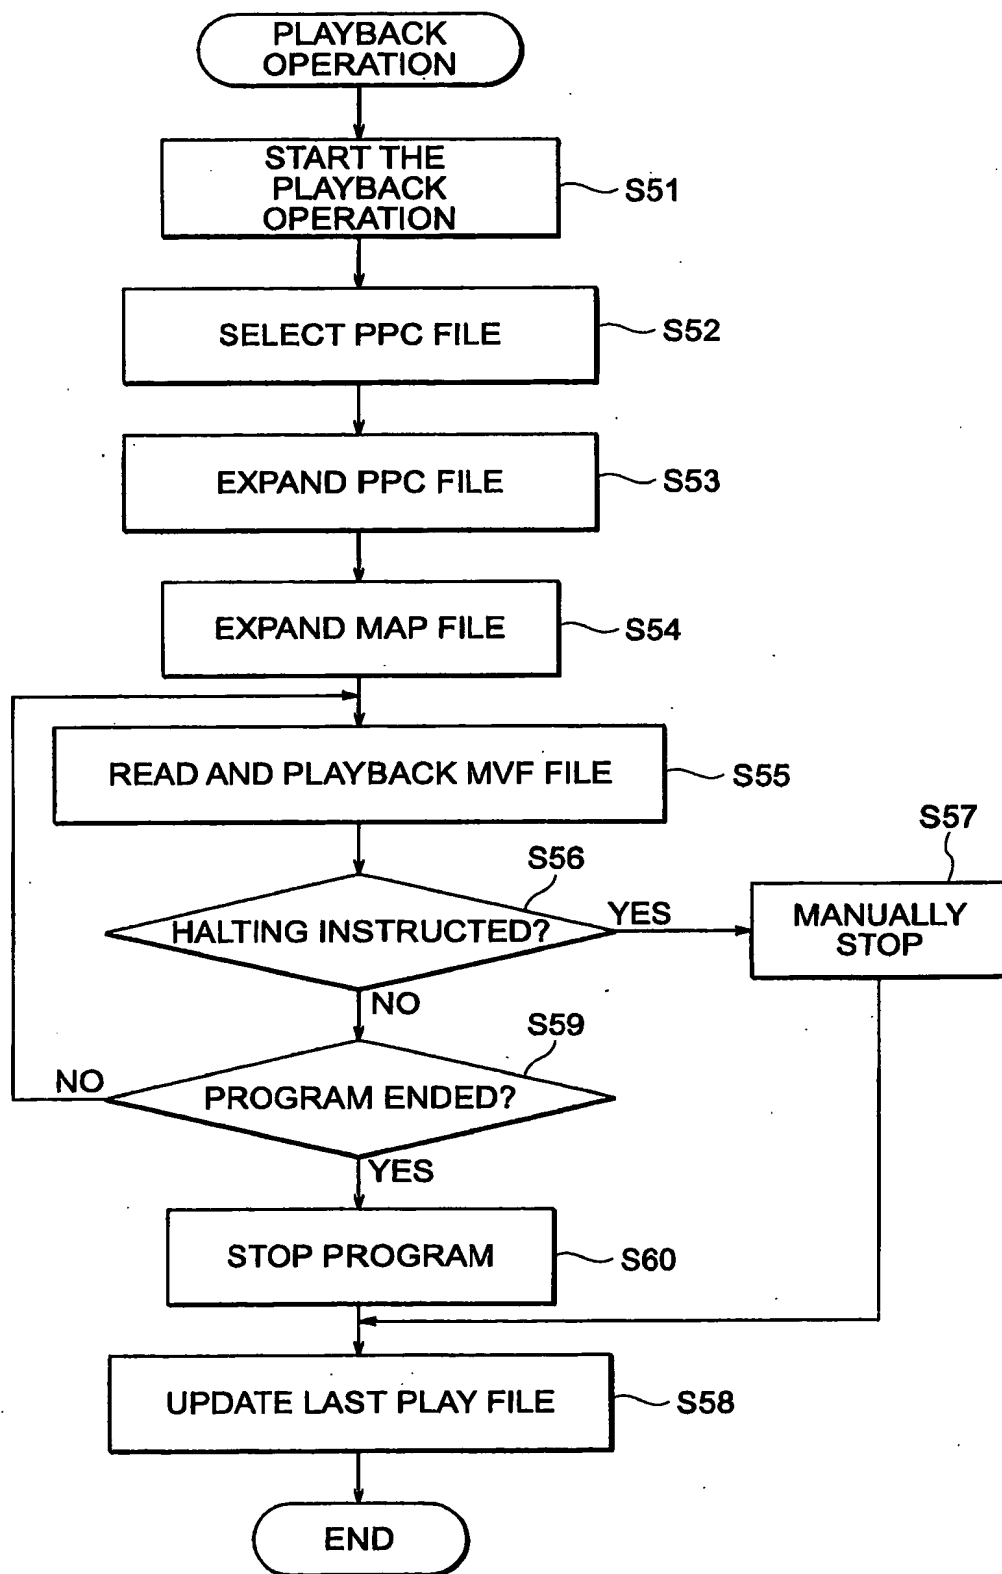 PLAYBACK
OPERATION
START THE
PLAYBACK
OPERATION
S51
SELECT PPC FILE
S52
EXPAND PPC FILE
S53
EXPAND MAP FILE
S54
READ AND PLAYBACK MVF FILE
S55
S56
HALTING INSTRUCTED?
YES
S57
MANUALLY
STOP
NO
S59
PROGRAM ENDED?
NO
YES
STOP PROGRAM
S60
UPDATE LAST PLAY FILE
S58
END